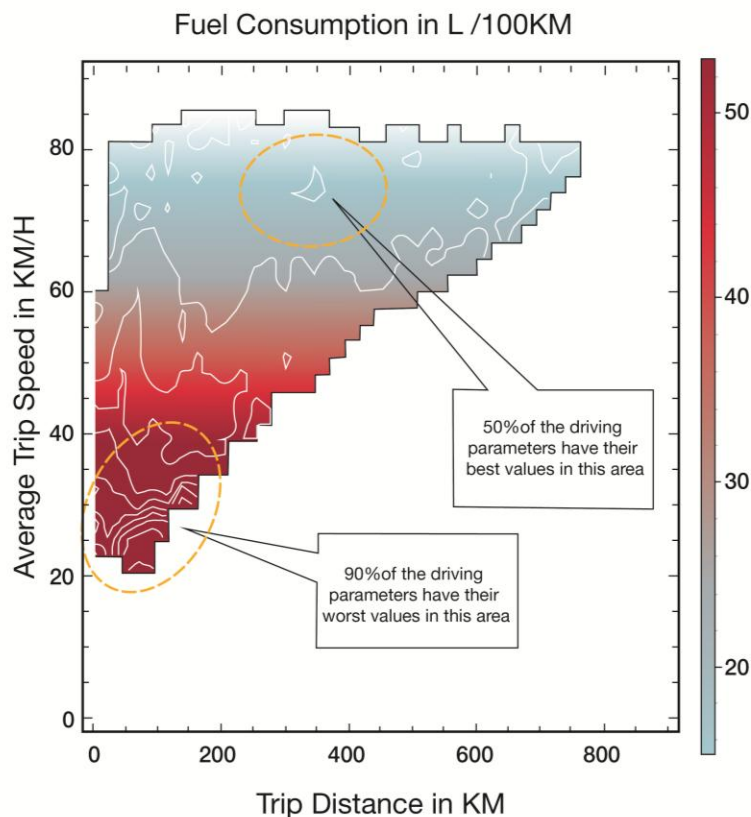 Fuel Consumption in L /100KM
50
40
30
20
Average Trip Speed in KM/H
80
60
40
20
0
50%of the driving
parameters have their
best values in this area
90%of the driving
parameters have their
worst values in this area
0
200
400
600
800
Trip Distance in KM